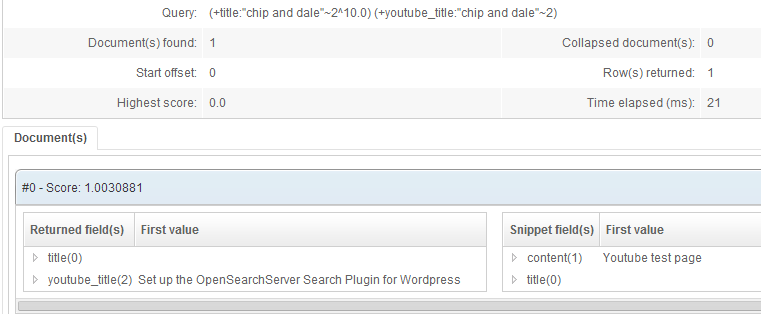 Query: (+title:"chip and dale"~2^10.0) (+youtube_title:"chip and dale"~2)
Document(s) found: 1 Collapsed document(s): 0
Start offset: 0 Row(s) returned: 1
Highest score: 0.0 Time elapsed (ms): 21
Document(s)
#0 - Score: 1.0030881
Returned field(s) First value Snippet field(s) First value
title(0) content(1) Youtube test page
youtube_title(2) Set up the OpenSearchServer Search Plugin for Wordpress title(0)